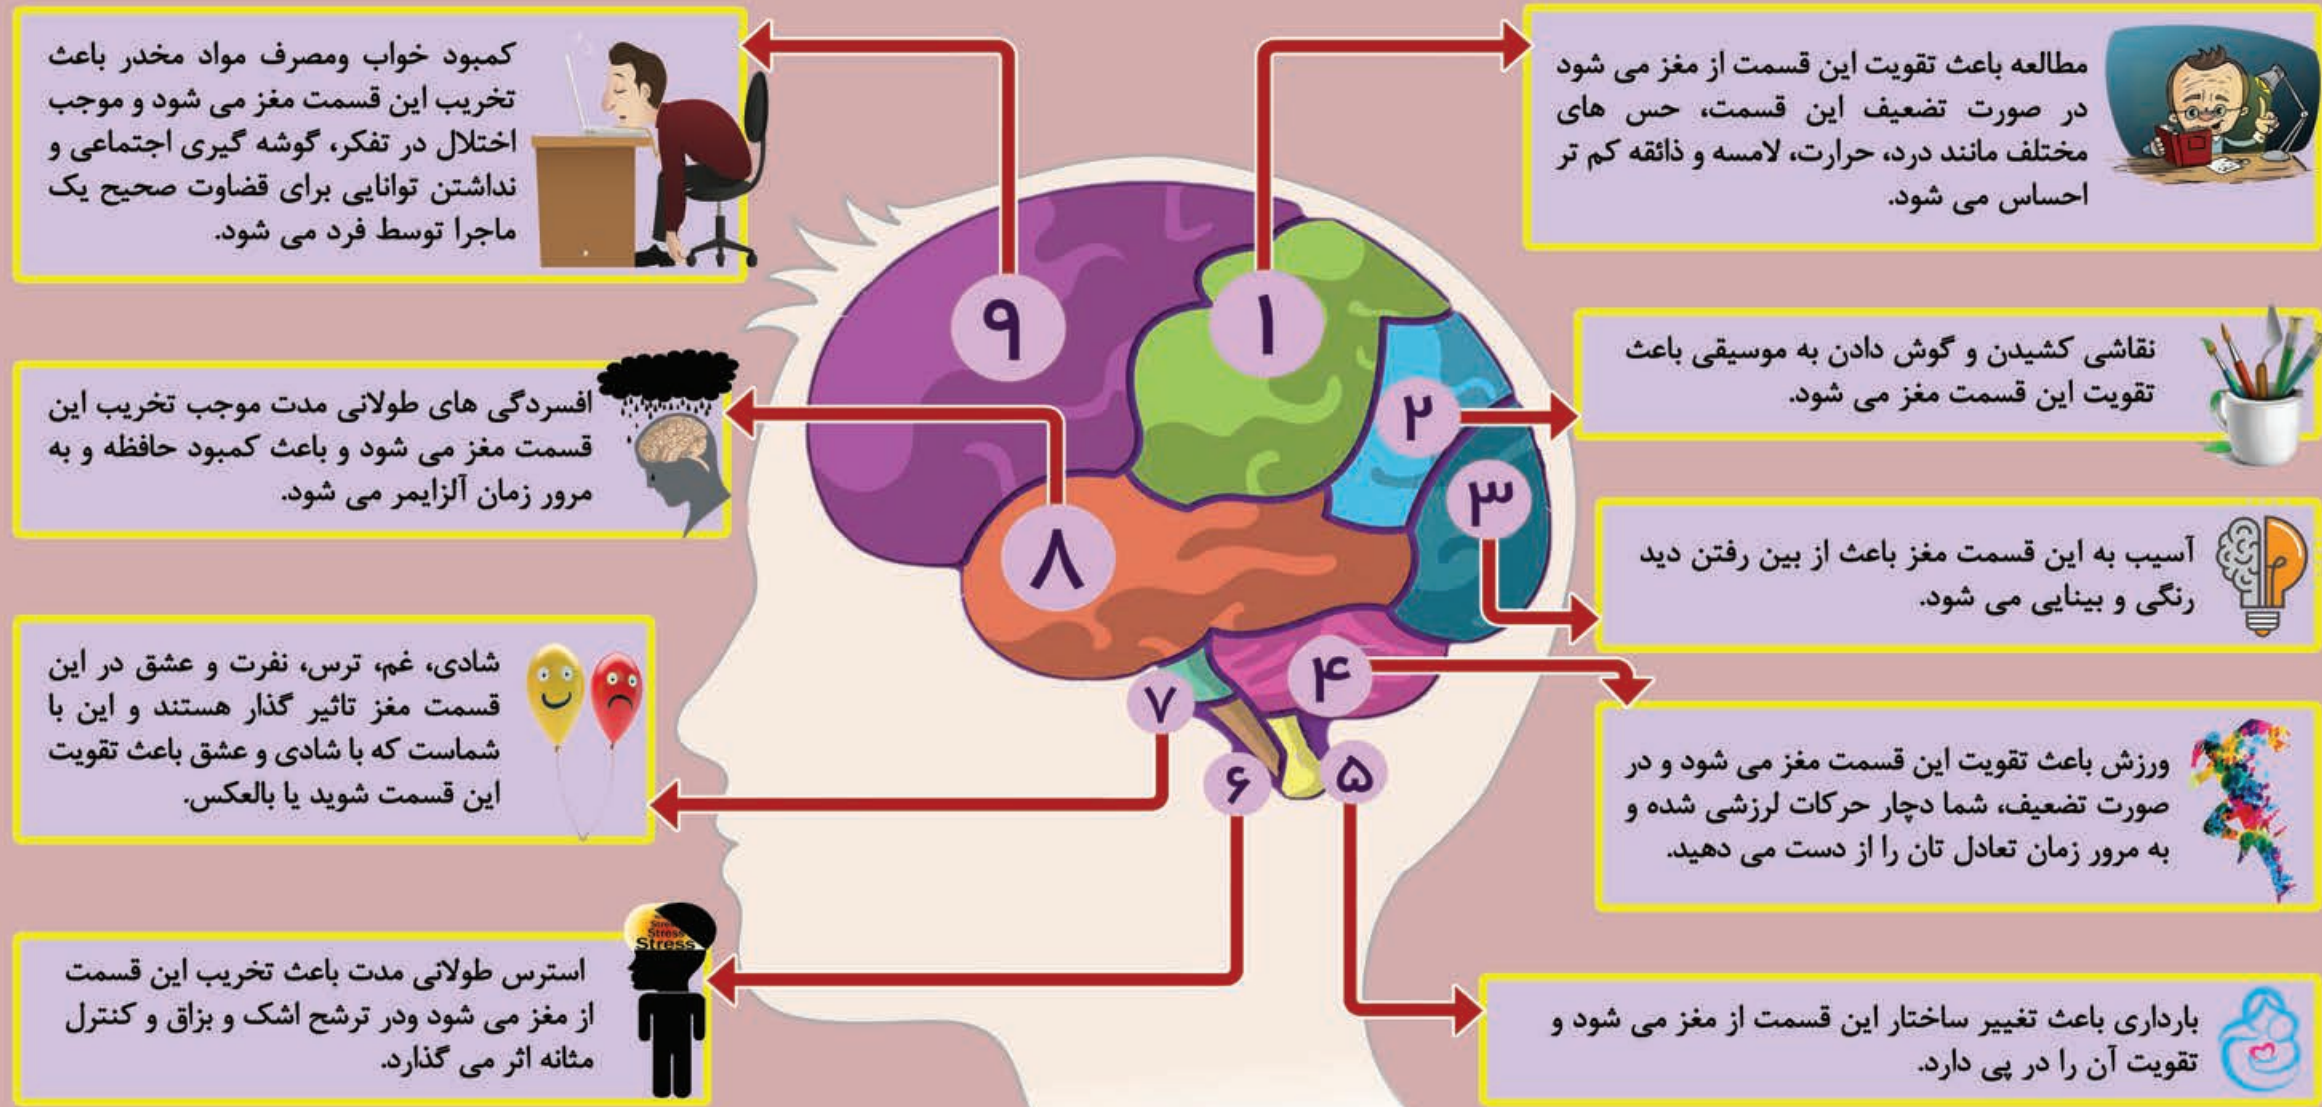 مطالعه باعث تقویت این قسمت از مغز می شود
در صورت تضعیف این قسمت، حس های
مختلف مانند درد، حرارت، لامسه و ذائقه کم تر
احساس می شود.
نقاشی کشیدن و گوش دادن به موسیقی باعث
تقویت این قسمت مغز می شود.
آسیب به این قسمت مغز باعث از بین رفتن دید
رنگی و بینایی می شود.
ورزش باعث تقویت این قسمت مغز می شود و در
صورت تضعیف، شما دچار حرکات لرزشی شده و
به مرور زمان تعادل تان را از دست می دهید.
بارداری باعث تغییر ساختار این قسمت از مغز می شود و
تقویت آن را در پی دارد.
۱
۲
۳
۴
۵
۶
۷
۸
۹
کمبود خواب ومصرف مواد مخدر باعث
تخریب این قسمت مغز می شود و موجب
اختلال در تفکر، گوشه گیری اجتماعی و
نداشتن توانایی برای قضاوت صحیح یک
ماجرا توسط فرد می شود.
افسردگی های طولانی مدت موجب تخریب این
قسمت مغز می شود و باعث کمبود حافظه و به
مرور زمان آلزایمر می شود.
شادی، غم، ترس، نفرت و عشق در این
قسمت مغز تاثیر گذار هستند و این با
شماست که با شادی و عشق باعث تقویت
این قسمت شوید یا بالعکس.
Stress
Stress
استرس طولانی مدت باعث تخریب این قسمت
از مغز می شود ودر ترشح اشک و بزاق و کنترل
مثانه اثر می گذارد.